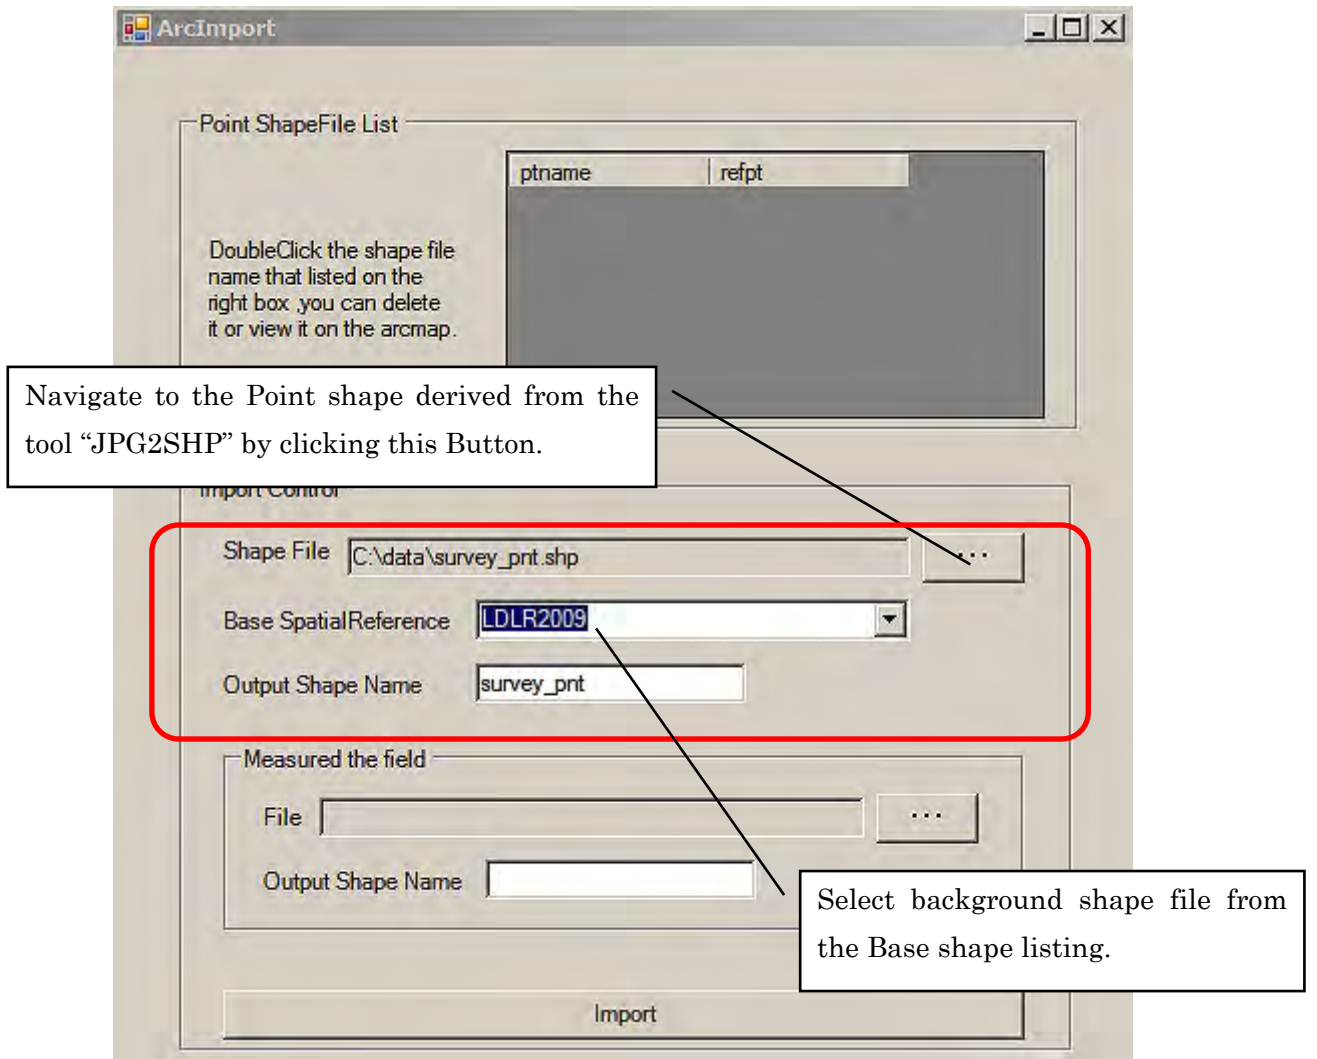 ArcImport
Point ShapeFile List
ptname refpt
DoubleClick the shape file
name that listed on the
right box ,you can delete
it or view it on the arcmap.
Navigate to the Point shape derived from the
tool “JPG2SHP” by clicking this Button.
Import Control
Shape File C:\data\survey_pnt.shp ...
Base SpatialReference LDLR2009
Output Shape Name survey_pnt
Measured the field
File ...
Output Shape Name
Select background shape file from
the Base shape listing.
Import